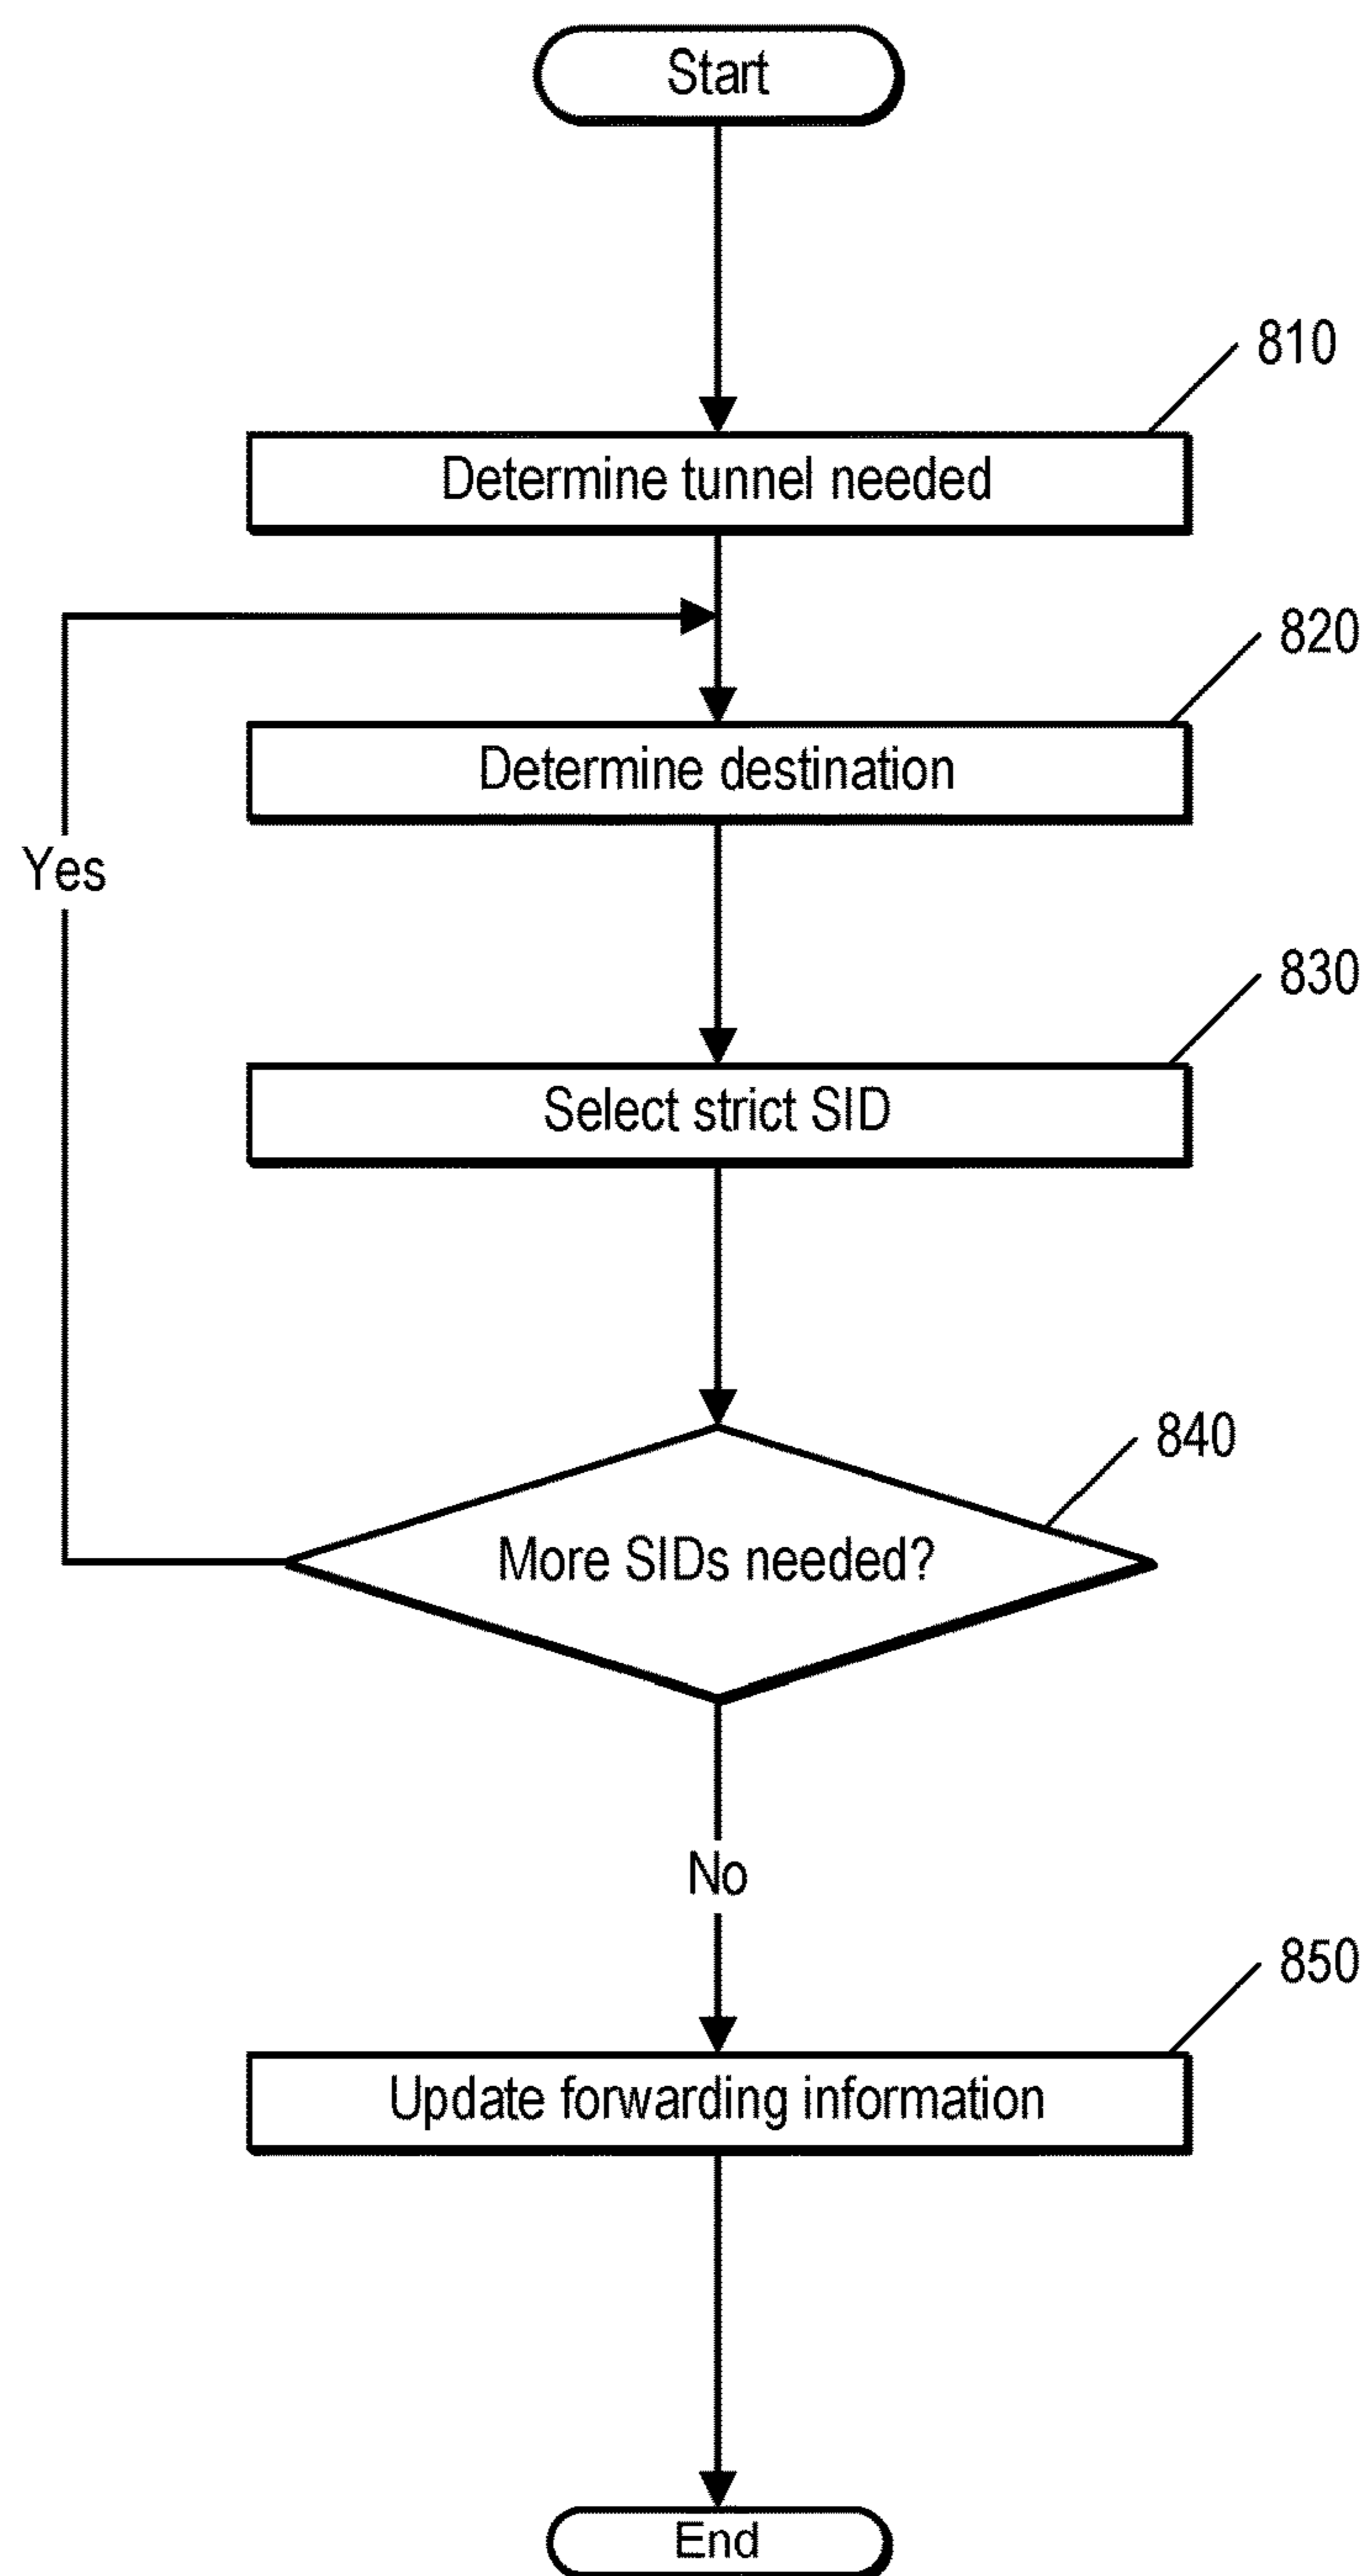 Start
810
Determine tunnel needed
820
Determine destination
Yes
830
Select strict SID
840
More SIDs needed?
No
850
Update forwarding information
End